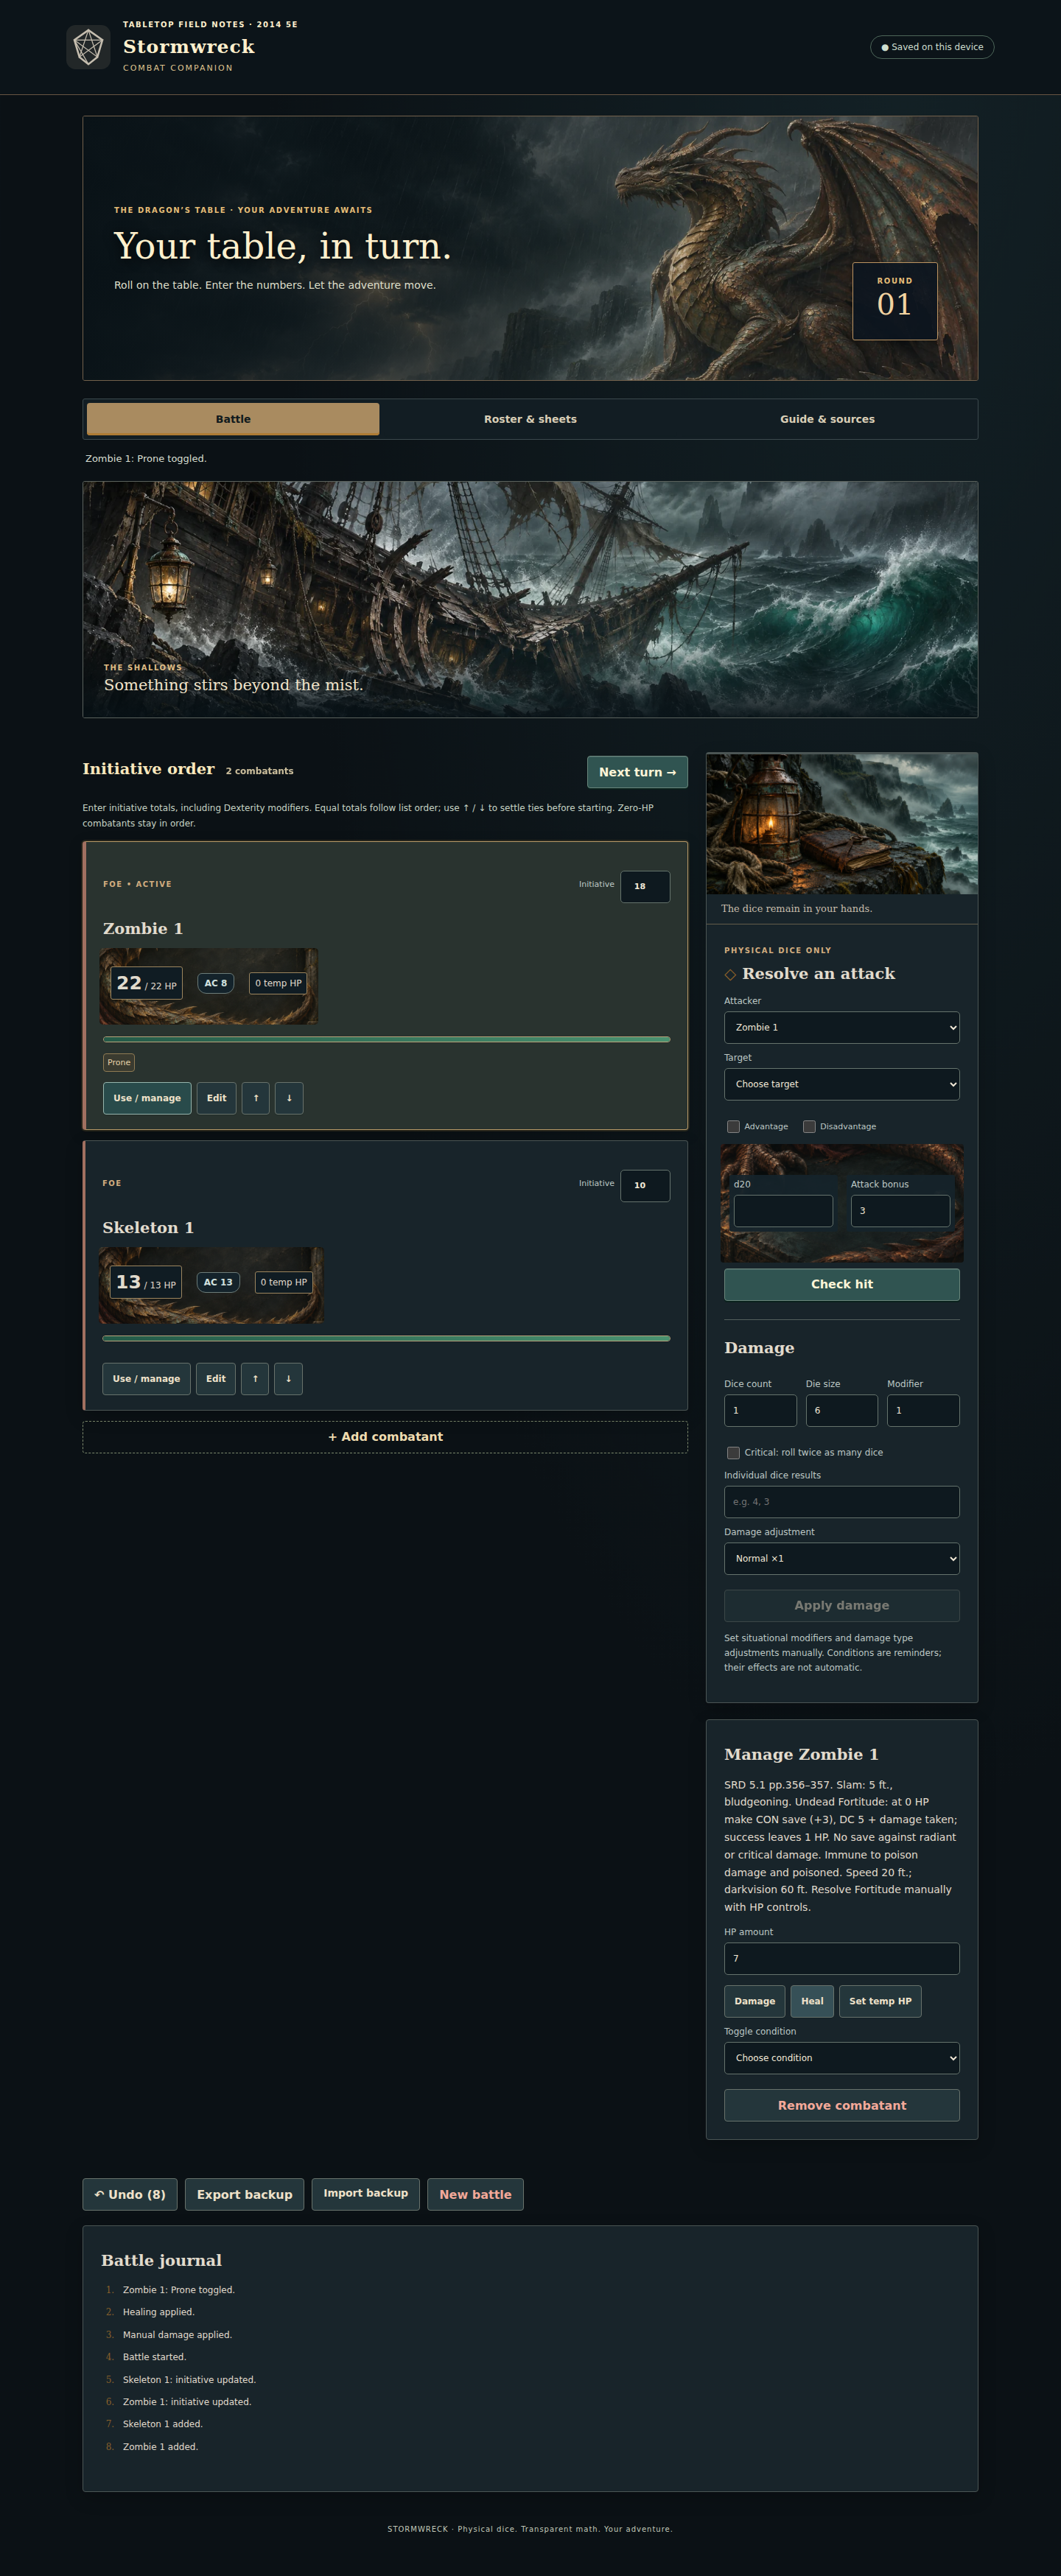 TABLETOP FIELD NOTES · 2014 5E
Stormwreck
COMBAT COMPANION
● Saved on this device
THE DRAGON'S TABLE · YOUR ADVENTURE AWAITS
Your table, in turn.
Roll on the table. Enter the numbers. Let the adventure move.
ROUND
01
Battle
Roster & sheets
Guide & sources
Zombie 1: Prone toggled.
THE SHALLOWS
Something stirs beyond the mist.
Initiative order
2 combatants
Next turn →
Enter initiative totals, including Dexterity modifiers. Equal totals follow list order; use ↑ / ↓ to settle ties before starting. Zero-HP
combatants stay in order.
FOE • ACTIVE
Initiative
18
Zombie 1
22 / 22 HP
AC 8
0 temp HP
Prone
Use / manage
Edit
↑
↓
FOE
Initiative
10
Skeleton 1
13 / 13 HP
AC 13
0 temp HP
Use / manage
Edit
↑
↓
+ Add combatant
The dice remain in your hands.
PHYSICAL DICE ONLY
◇ Resolve an attack
Attacker
Zombie 1
Target
Choose target
Advantage
Disadvantage
d20
Attack bonus
3
Check hit
Damage
Dice count
Die size
Modifier
1
6
1
Critical: roll twice as many dice
Individual dice results
e.g. 4, 3
Damage adjustment
Normal ×1
Apply damage
Set situational modifiers and damage type
adjustments manually. Conditions are reminders;
their effects are not automatic.
Manage Zombie 1
SRD 5.1 pp.356–357. Slam: 5 ft.,
bludgeoning. Undead Fortitude: at 0 HP
make CON save (+3), DC 5 + damage taken;
success leaves 1 HP. No save against radiant
or critical damage. Immune to poison
damage and poisoned. Speed 20 ft.;
darkvision 60 ft. Resolve Fortitude manually
with HP controls.
HP amount
7
Damage
Heal
Set temp HP
Toggle condition
Choose condition
Remove combatant
↶ Undo (8)
Export backup
Import backup
New battle
Battle journal
1. Zombie 1: Prone toggled.
2. Healing applied.
3. Manual damage applied.
4. Battle started.
5. Skeleton 1: initiative updated.
6. Zombie 1: initiative updated.
7. Skeleton 1 added.
8. Zombie 1 added.
STORMWRECK · Physical dice. Transparent math. Your adventure.